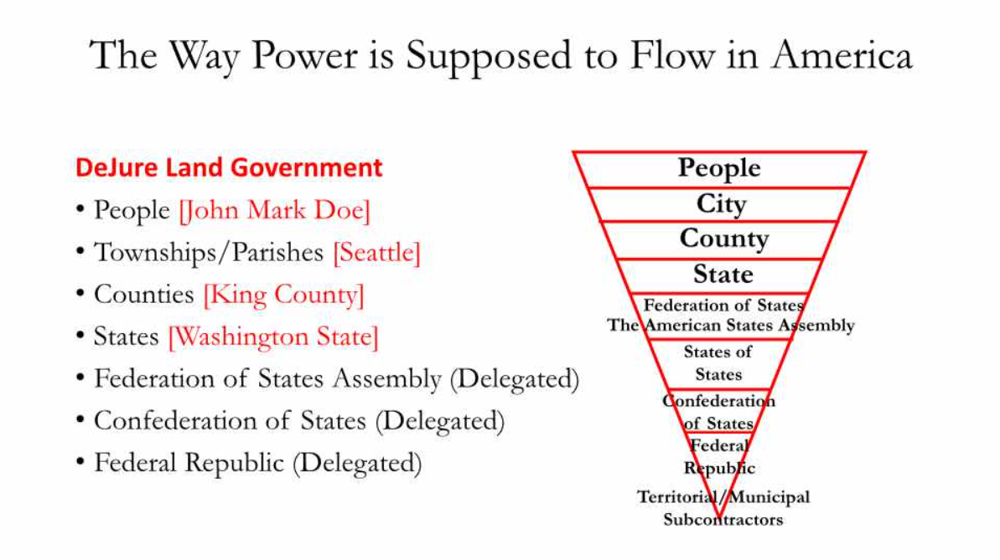 The Way Power is Supposed to Flow in America
DeJure Land Government
• People [John Mark Doe]
• Townships/Parishes [Seattle]
• Counties [King County]
• States [Washington State]
• Federation of States Assembly (Delegated)
• Confederation of States (Delegated)
• Federal Republic (Delegated)
People
City
County
State
Federation of States
The American States Assembly
States of
States
Confederation
of States
Federal
Republic
Territorial/Municipal
Subcontractors